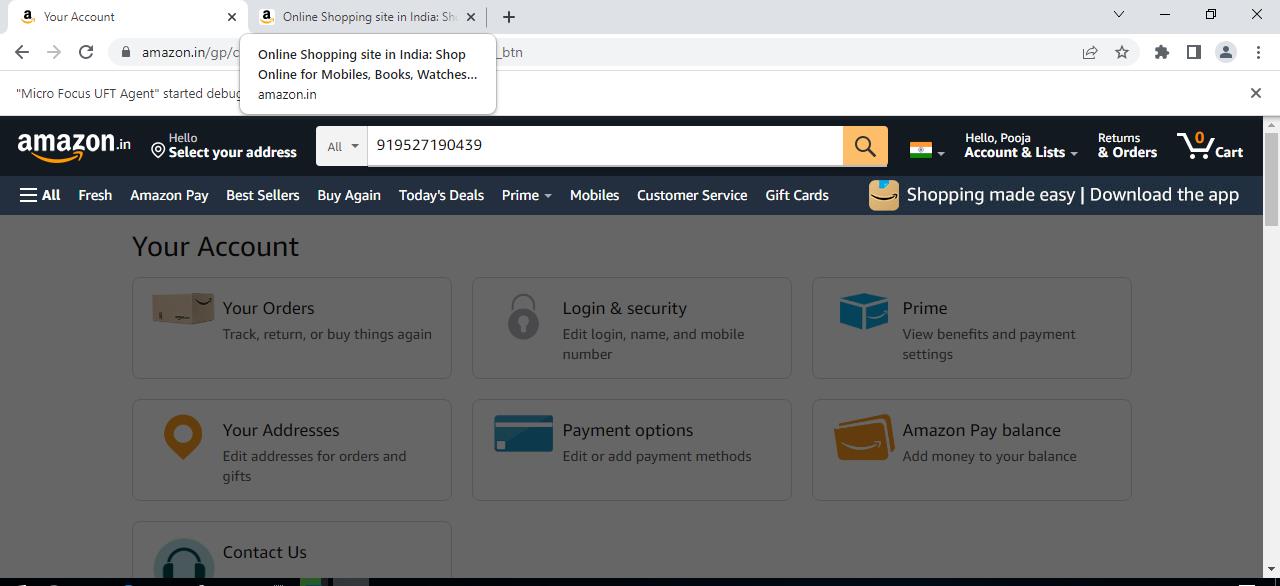 Your Account
Online Shopping site in India: Sh
amazon.in/gp/
_btn
Online Shopping site in India: Shop
Online for Mobiles, Books, Watches...
amazon.in
"Micro Focus UFT Agent" started debug
amazon.in
Hello
Select your address
All
919527190439
Hello, Pooja
Account & Lists
Returns
& Orders
0
Cart
All Fresh Amazon Pay Best Sellers Buy Again Today's Deals Prime Mobiles Customer Service Gift Cards
Shopping made easy | Download the app
Your Account
Your Orders
Track, return, or buy things again
Login & security
Edit login, name, and mobile
number
Prime
View benefits and payment
settings
Your Addresses
Edit addresses for orders and
gifts
Payment options
Edit or add payment methods
Amazon Pay balance
Add money to your balance
Contact Us